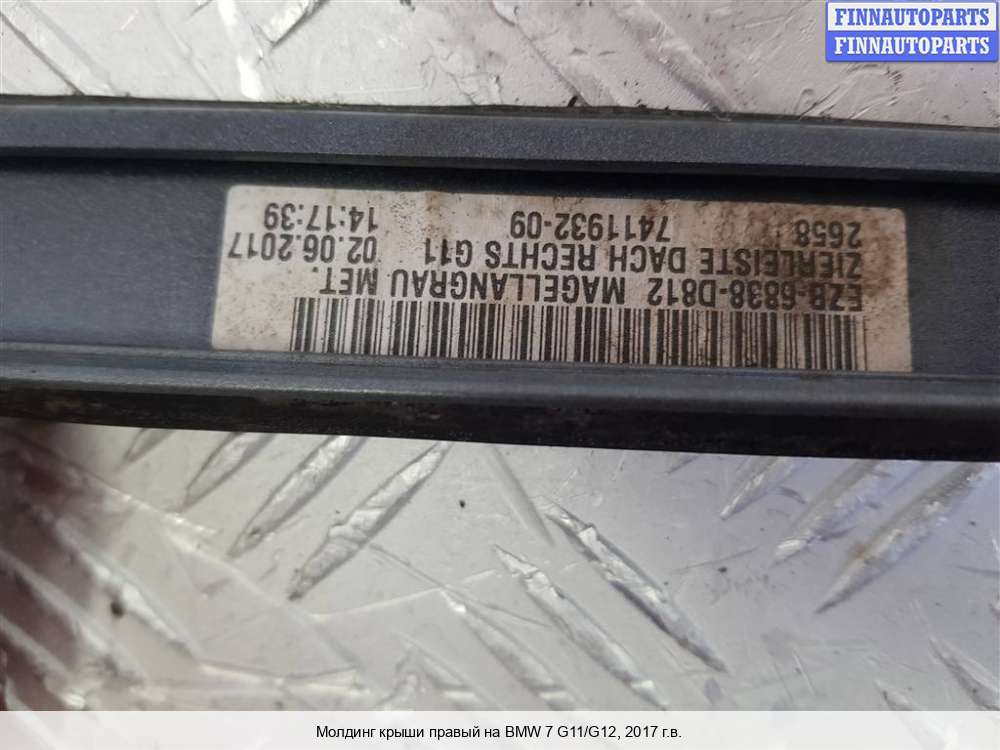 FINNAUTOPARTS
FINNAUTOPARTS
EZB-6838-D812 MAGELLANGRAU MET.
ZIERLEISTE DACH RECHTS G11 02.06.2017
2658 7411932-09 14:17:39
Молдинг крыши правый на BMW 7 G11/G12, 2017 г.в.